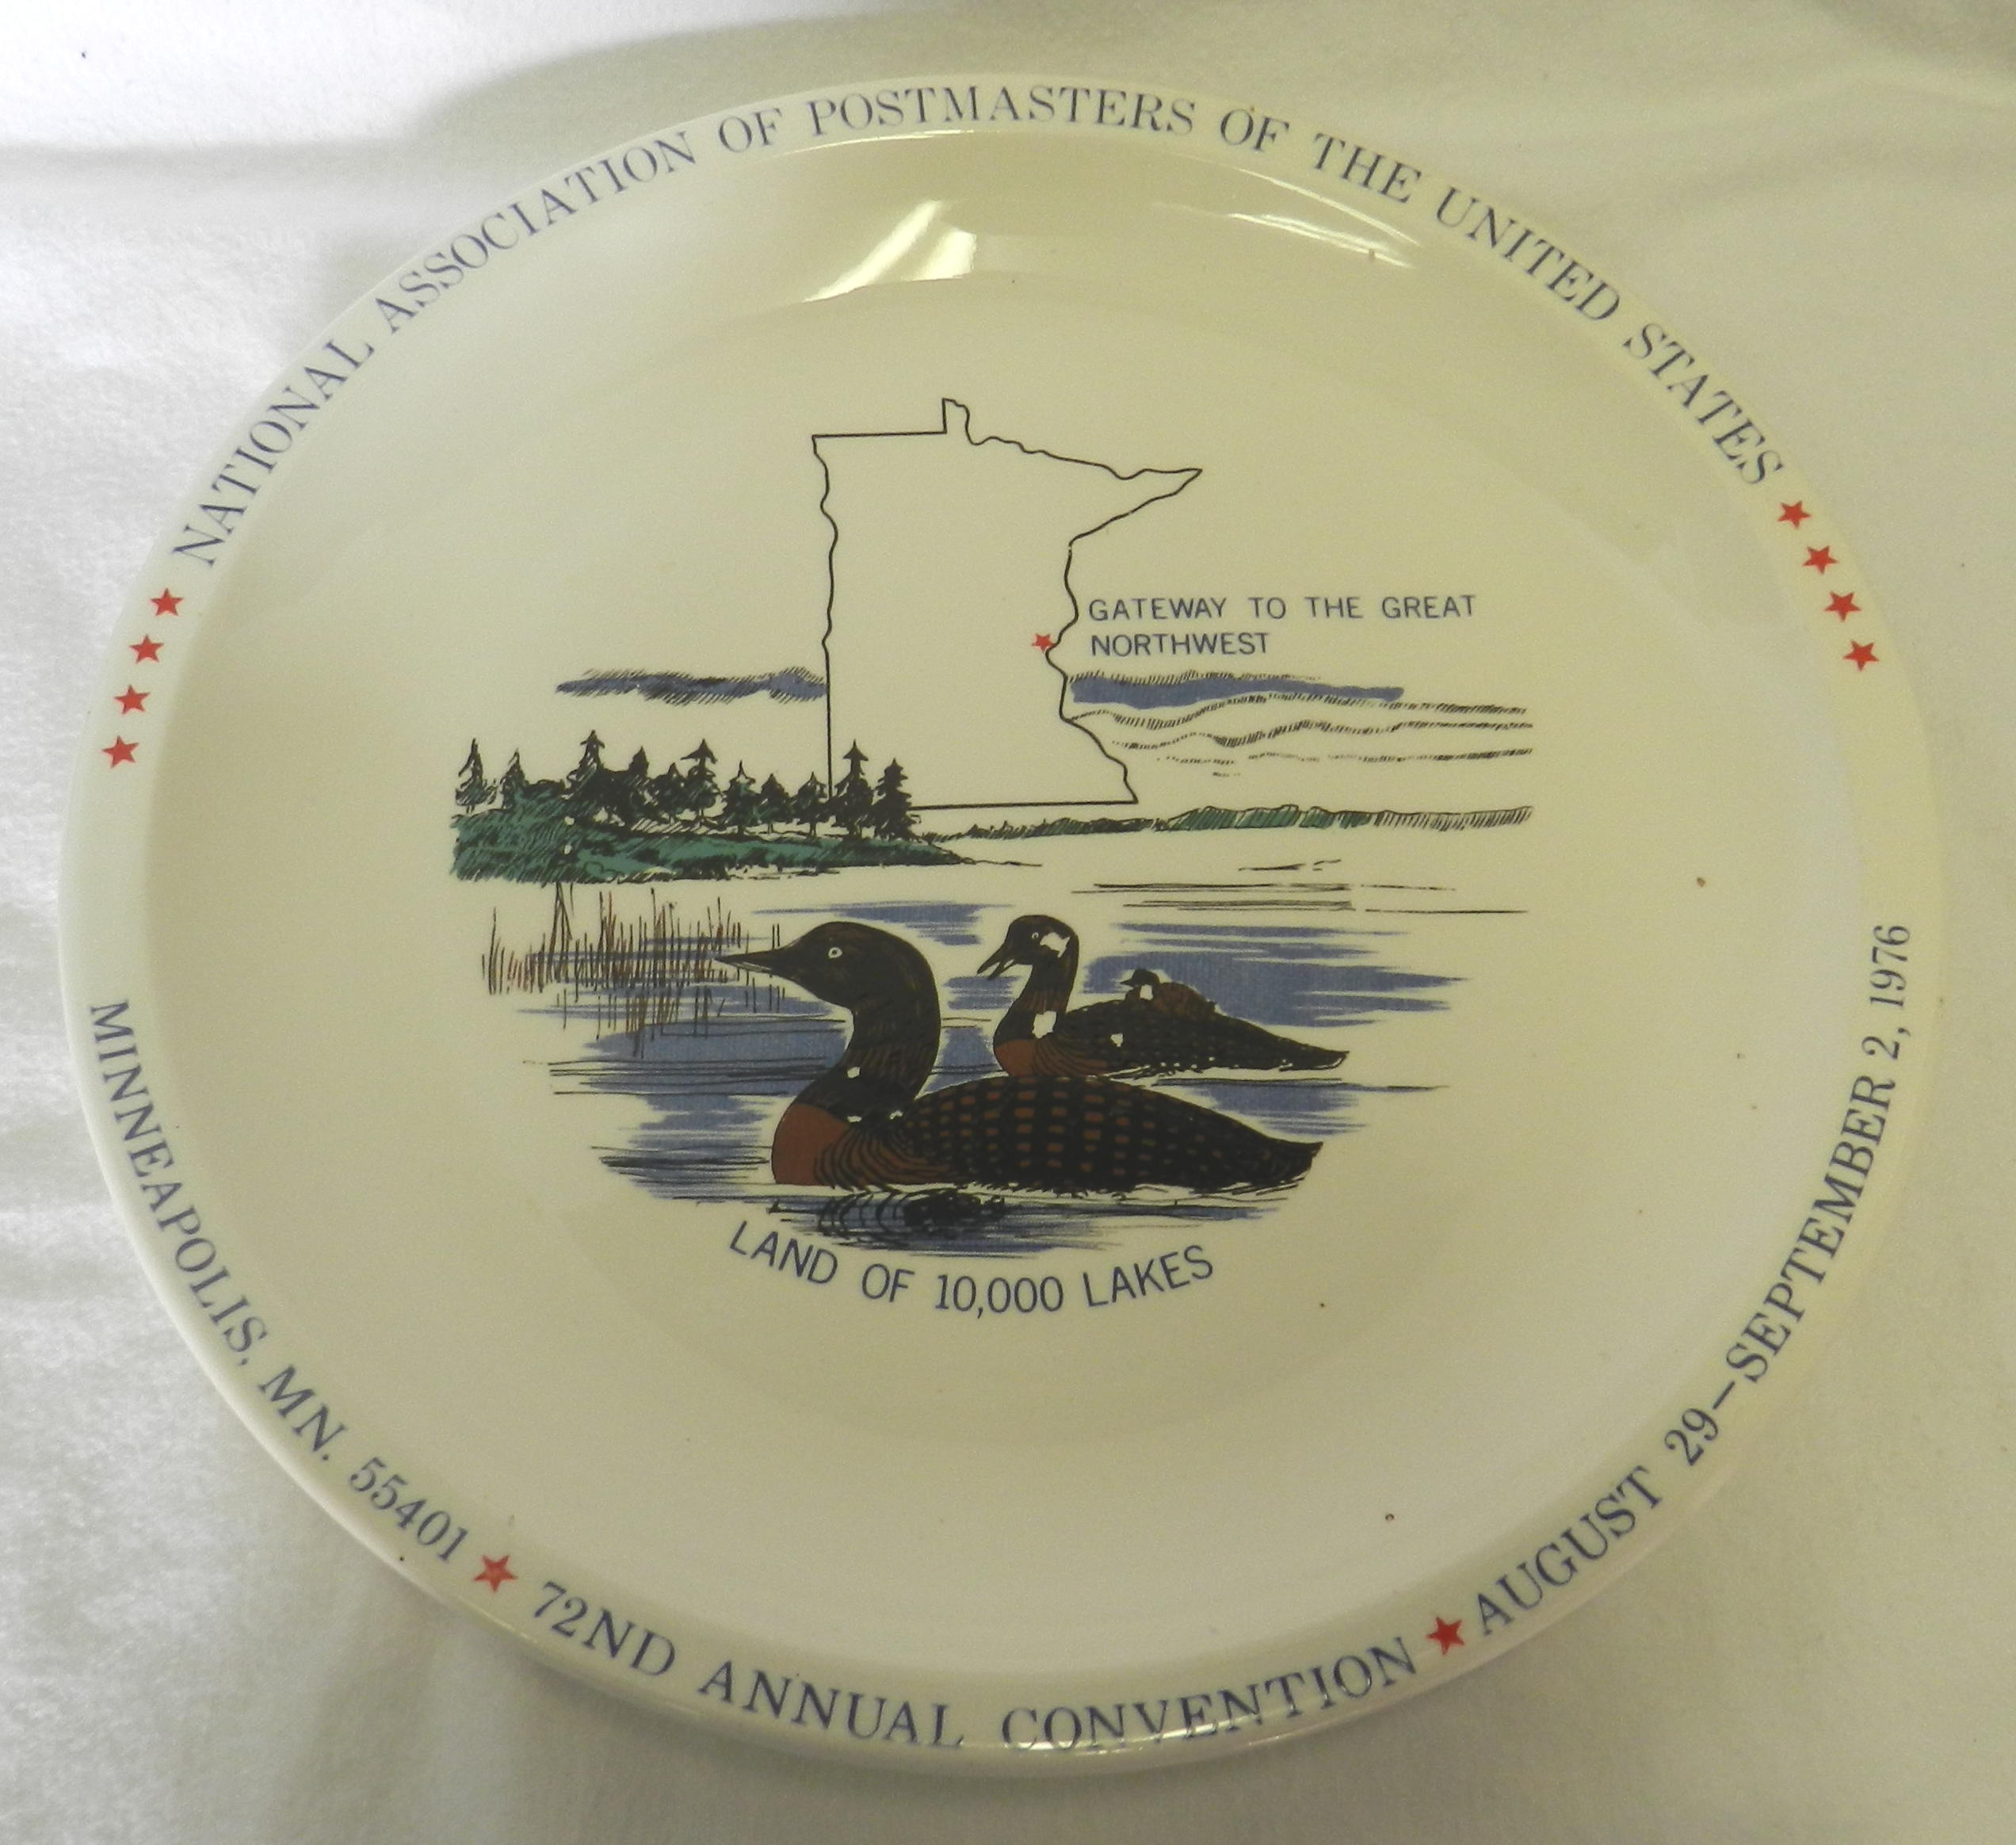 NATIONAL ASSOCIATION OF POSTMASTERS OF THE UNITED STATES
GATEWAY TO THE GREAT
NORTHWEST
LAND OF 10,000 LAKES
MINNEAPOLIS, MN. 55401 ★ 72ND ANNUAL CONVENTION ★ AUGUST 29—SEPTEMBER 2, 1976